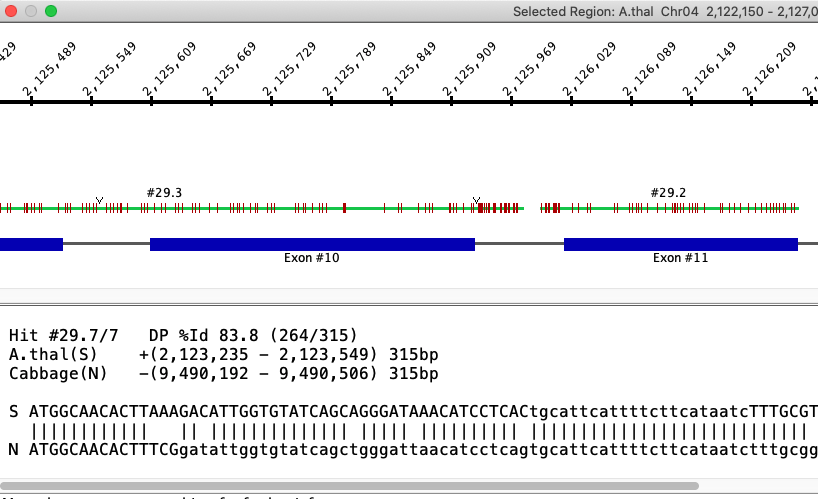 Selected Region: A.thal Chr04 2,122,150 - 2,127,0
429 2,125,489 2,125,549 2,125,609 2,125,669 2,125,729 2,125,789 2,125,849 2,125,909 2,125,969 2,126,029 2,126,089 2,126,149 2,126,209
#29.3 #29.2
Exon #10 Exon #11
Hit #29.7/7 DP %Id 83.8 (264/315)
A.thal(S) +(2,123,235 - 2,123,549) 315bp
Cabbage(N) -(9,490,192 - 9,490,506) 315bp
S ATGGCAACACTTAAAGACATTGGTGTATCAGCAGGGATAAACATCCTCACtgcattcattttcttcataatcTTTGCGT
N ATGGCAACACTTTCGgatattggtgtatcagctgggattaacatcctcagtgcattcattttcttcataatctttgcgg